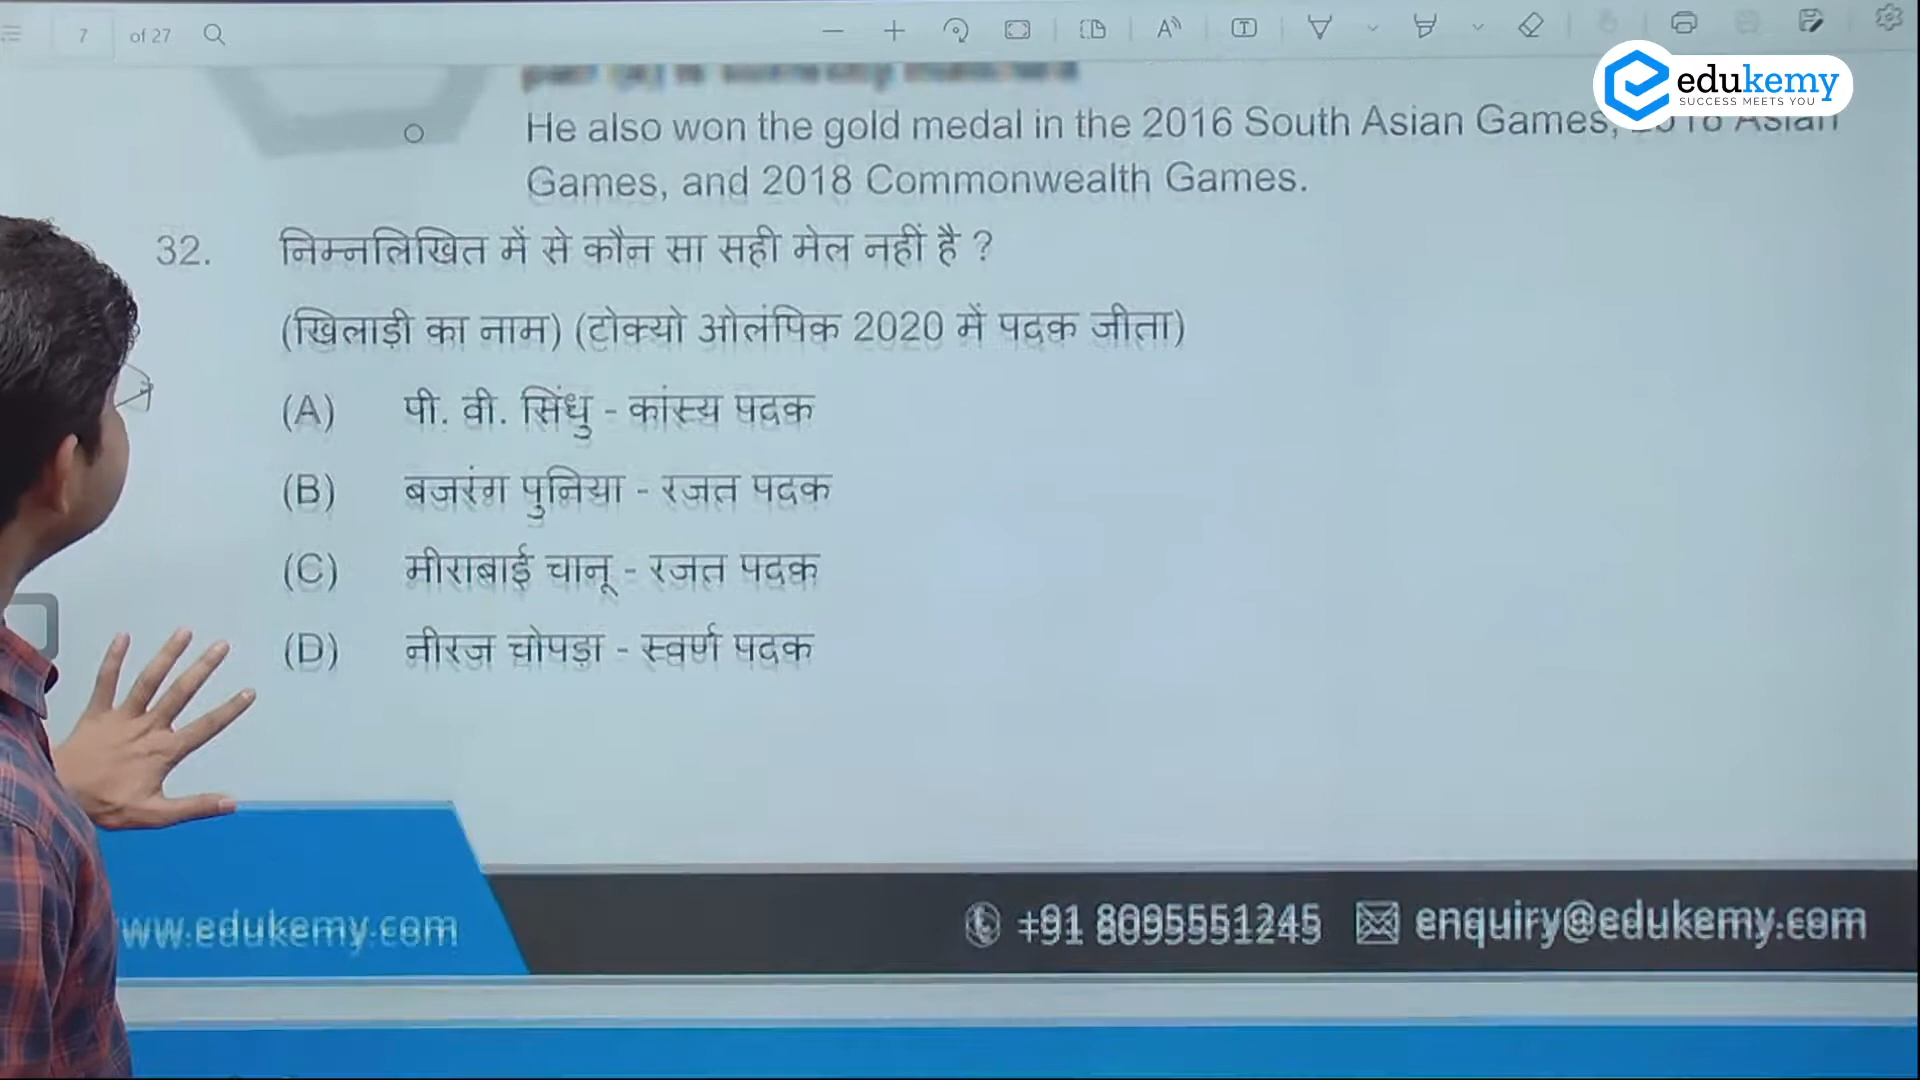 7 of 27
edukemy
SUCCESS MEETS YOU
He also won the gold medal in the 2016 South Asian Games, 2018 Asian
Games, and 2018 Commonwealth Games.
32. निम्नलिखित में से कौन सा सही मेल नहीं है ?
(खिलाड़ी का नाम) (टोक्यो ओलंपिक 2020 में पदक जीता)
(A) पी. वी. सिंधु - कांस्य पदक
(B) बजरंग पुनिया - रजत पदक
(C) मीराबाई चानू - रजत पदक
(D) नीरज चोपड़ा - स्वर्ण पदक
www.edukemy.com +91 8095551245 enquiry@edukemy.com